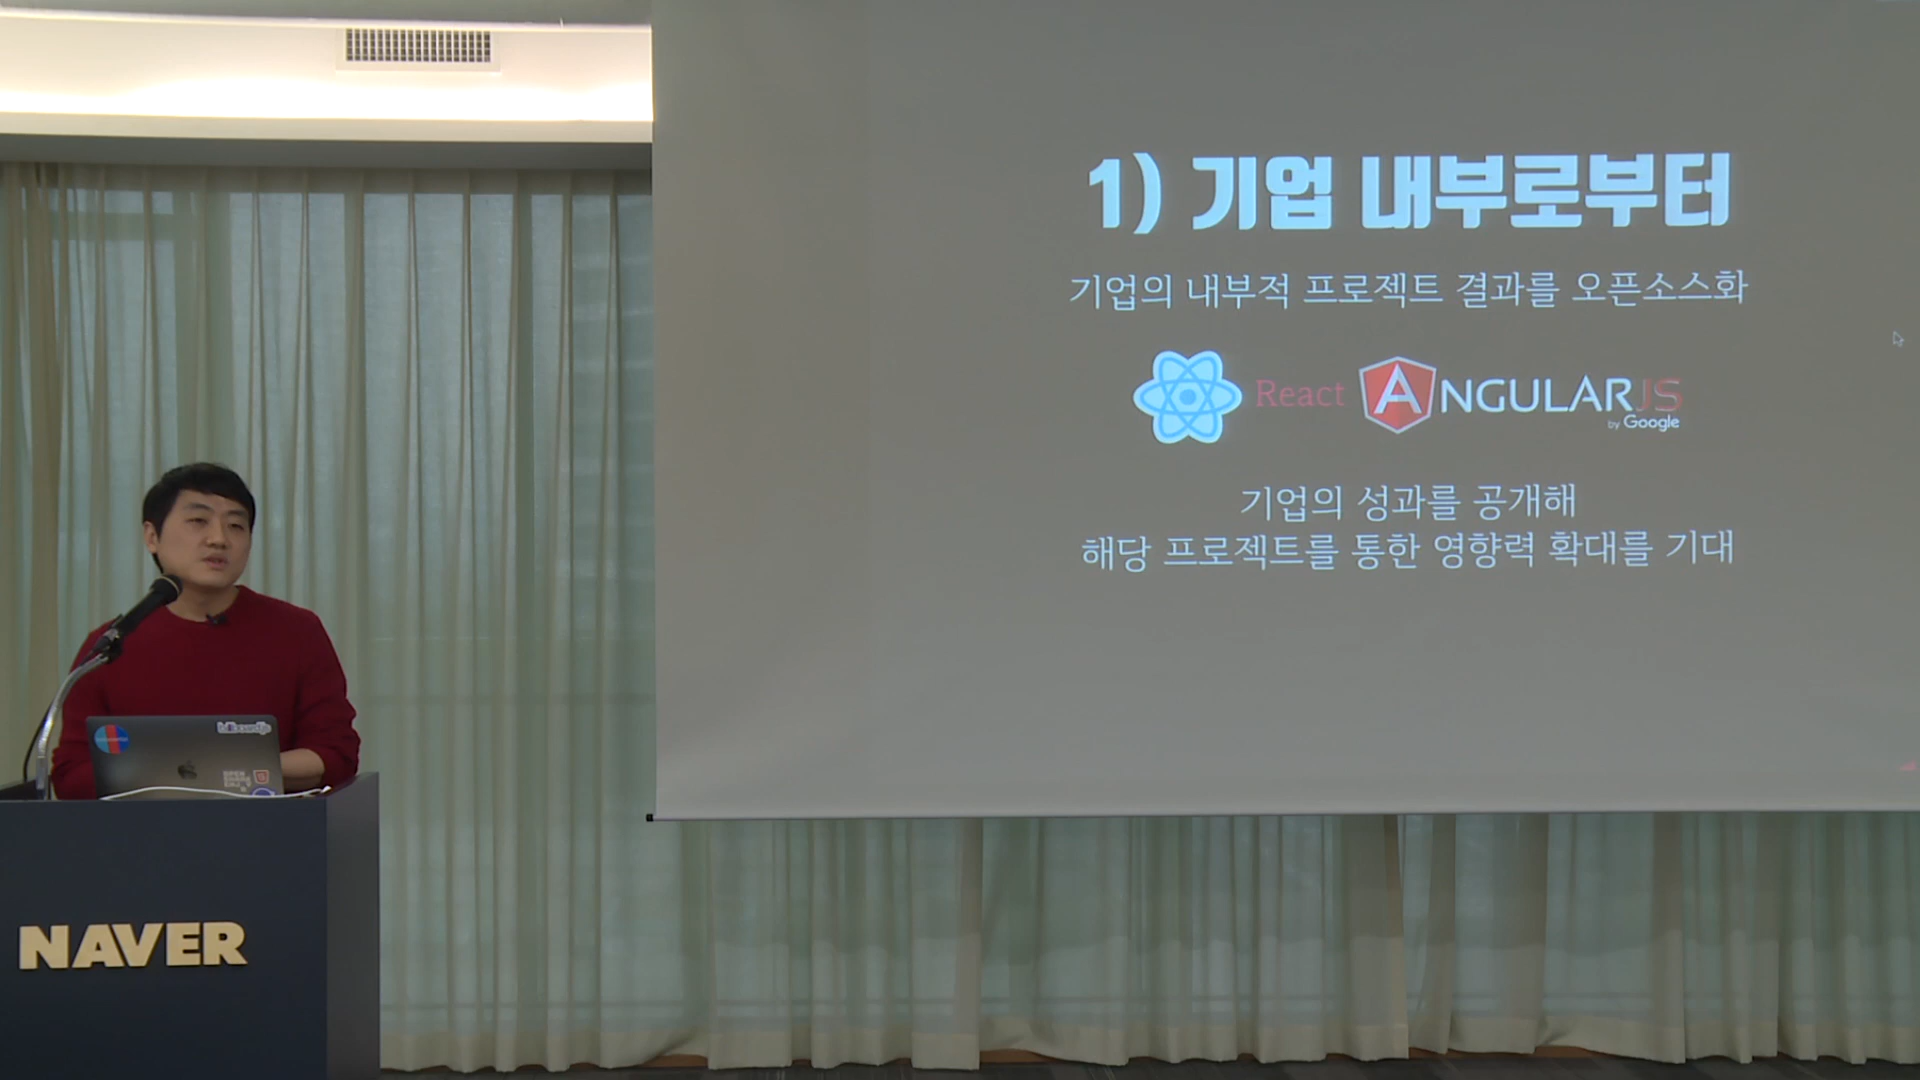 1) 기업 내부로부터
기업의 내부적 프로젝트 결과를 오픈소스화
React
ANGULARJS
by Google
기업의 성과를 공개해
해당 프로젝트를 통한 영향력 확대를 기대
NAVER